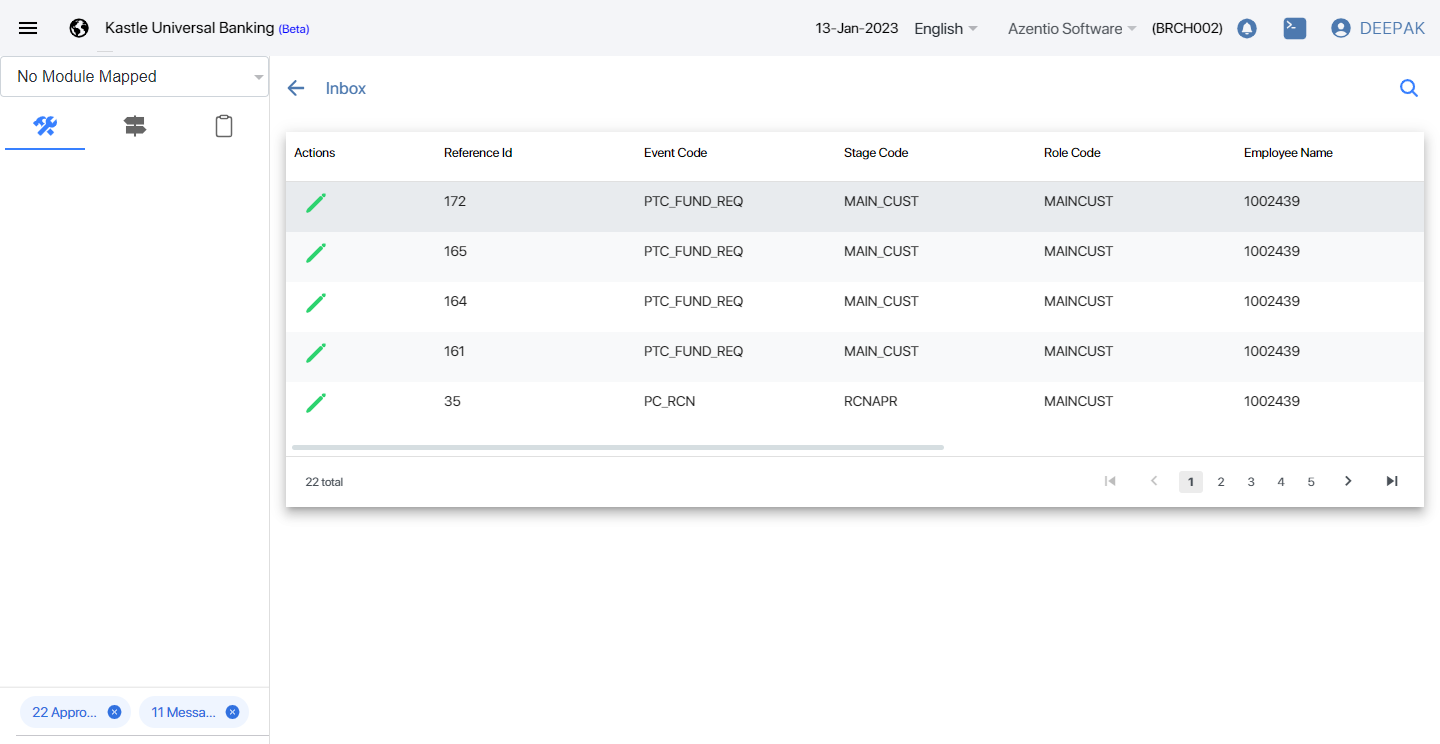 Kastle Universal Banking (Beta) 13-Jan-2023 English Azentio Software (BRCH002) DEEPAK
No Module Mapped
Inbox
Actions Reference Id Event Code Stage Code Role Code Employee Name
172 PTC_FUND_REQ MAIN_CUST MAINCUST 1002439
165 PTC_FUND_REQ MAIN_CUST MAINCUST 1002439
164 PTC_FUND_REQ MAIN_CUST MAINCUST 1002439
161 PTC_FUND_REQ MAIN_CUST MAINCUST 1002439
35 PC_RCN RCNAPR MAINCUST 1002439
22 total 1 2 3 4 5
22 Appro... 11 Messa...